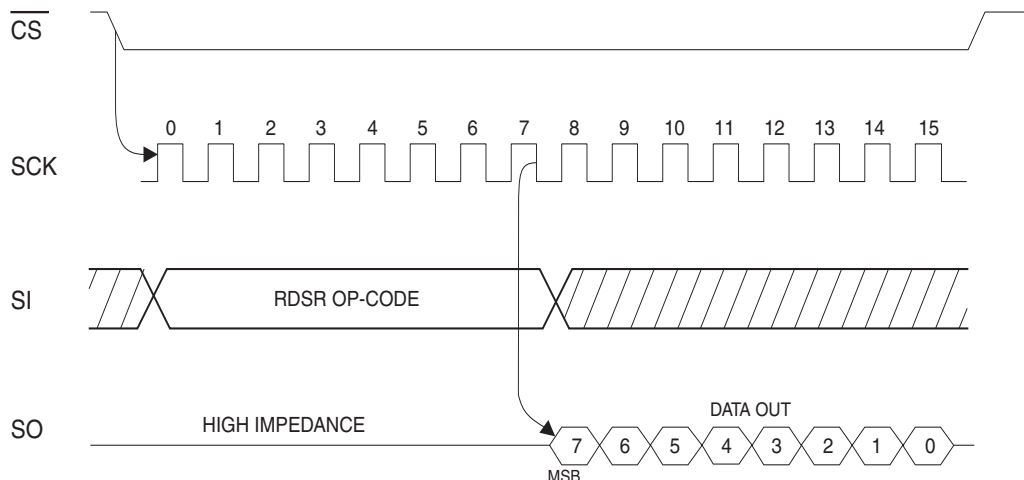 CS
0 1 2 3 4 5 6 7 8 9 10 11 12 13 14 15
SCK
SI
RDSR OP-CODE
DATA OUT
HIGH IMPEDANCE
SO
7 6 5 4 3 2 1 0
MSB